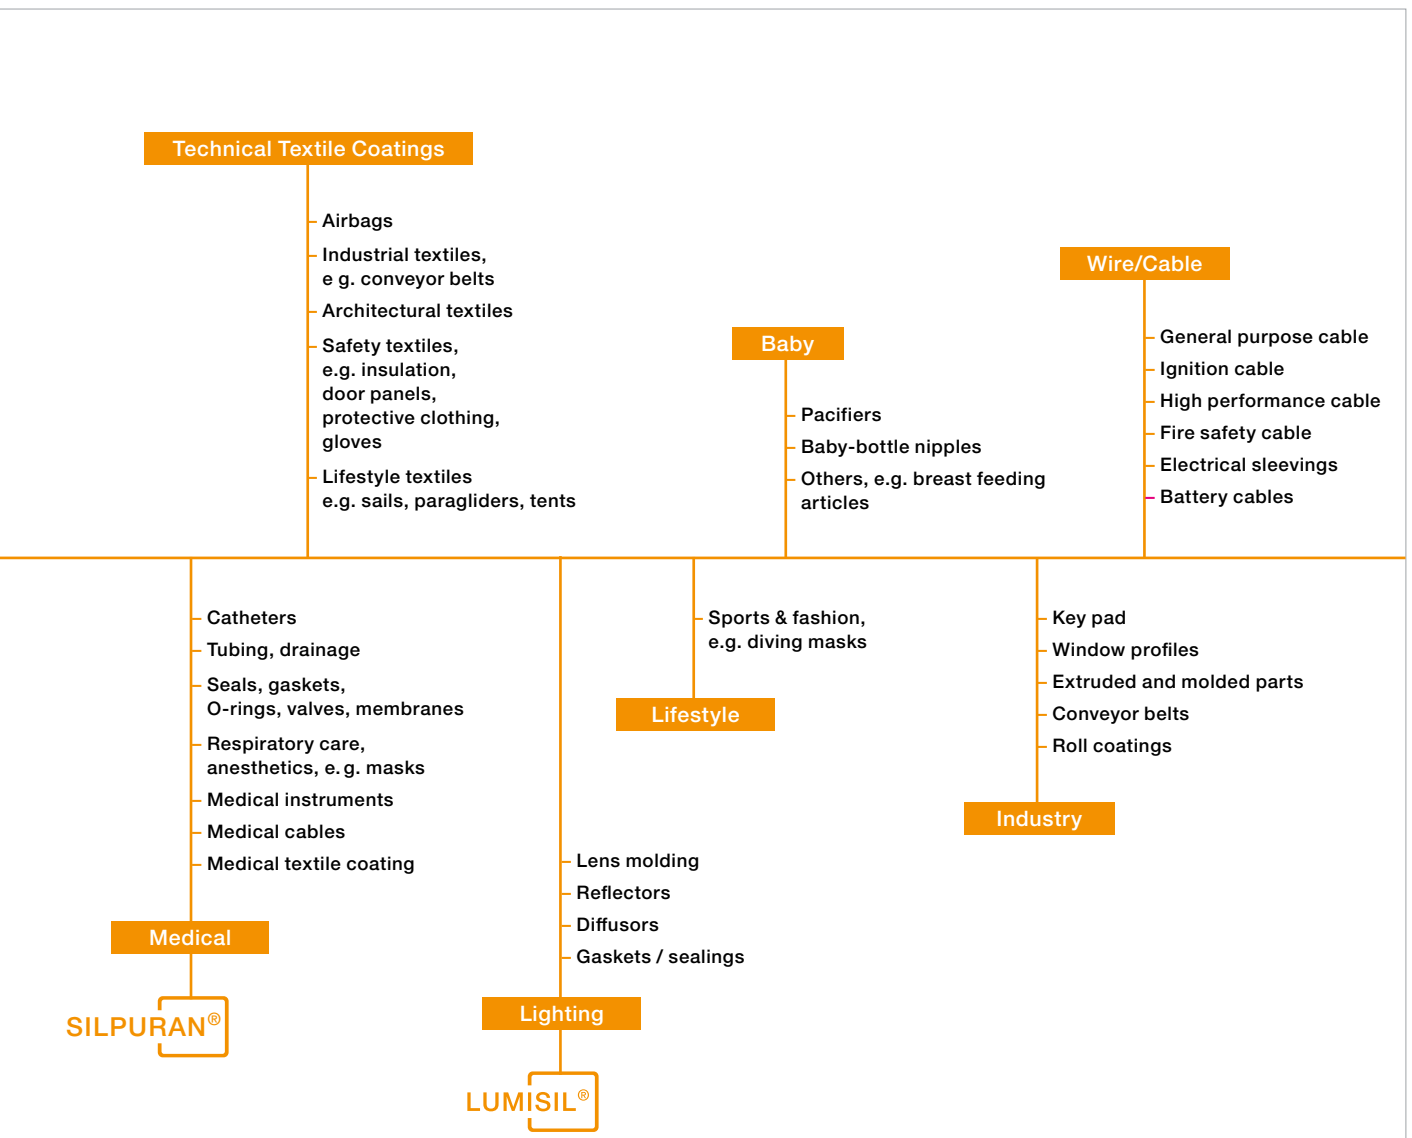 Technical Textile Coatings
Airbags
Industrial textiles,
e g. conveyor belts
Architectural textiles
Safety textiles,
e.g. insulation,
door panels,
protective clothing,
gloves
Lifestyle textiles
e.g. sails, paragliders, tents
Baby
Pacifiers
Baby-bottle nipples
Others, e.g. breast feeding
articles
Wire/Cable
General purpose cable
Ignition cable
High performance cable
Fire safety cable
Electrical sleevings
Battery cables
Catheters
Tubing, drainage
Seals, gaskets,
O-rings, valves, membranes
Respiratory care,
anesthetics, e. g. masks
Medical instruments
Medical cables
Medical textile coating
Medical
SILPURAN®
Lens molding
Reflectors
Diffusors
Gaskets / sealings
Lighting
LUMISIL®
Sports & fashion,
e.g. diving masks
Lifestyle
Key pad
Window profiles
Extruded and molded parts
Conveyor belts
Roll coatings
Industry